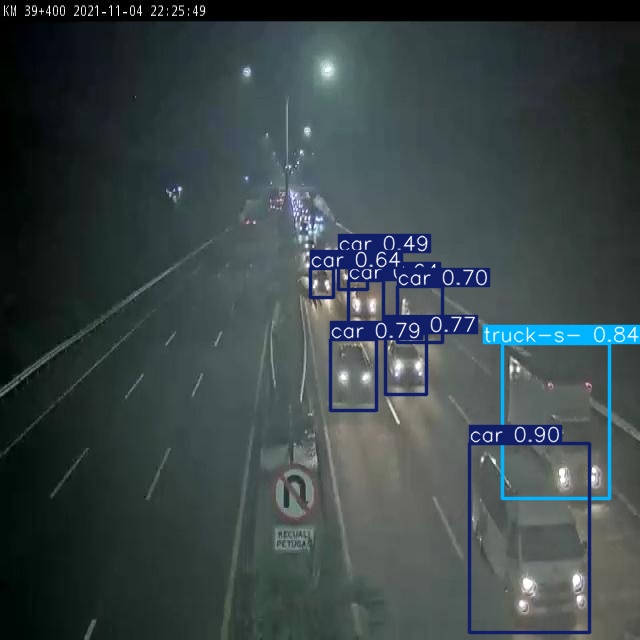 KM 39+400 2021-11-04 22:25:49
car 0.49
car 0.64
car
car 0.70
car 0.79
0.77
truck-s- 0.84
car 0.90
KECUALI
PETUGAS